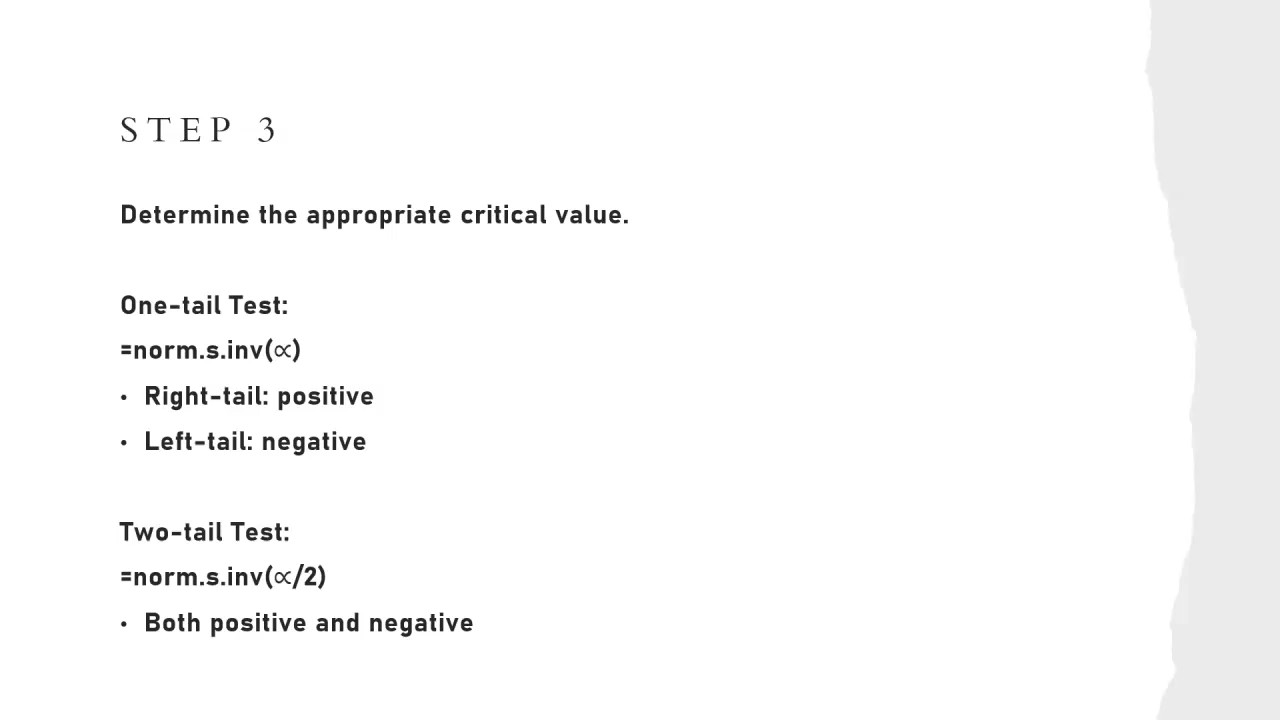 STEP 3
Determine the appropriate critical value.
One-tail Test:
=norm.s.inv(∝)
• Right-tail: positive
• Left-tail: negative
Two-tail Test:
=norm.s.inv(∝/2)
• Both positive and negative